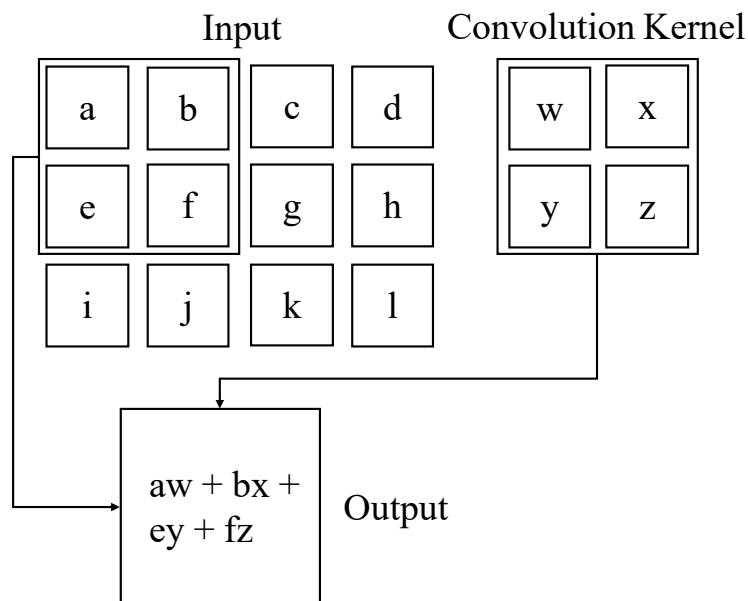 Input
Convolution Kernel
a b c d
w x
e f g h
y z
i j k l
aw + bx +
ey + fz
Output